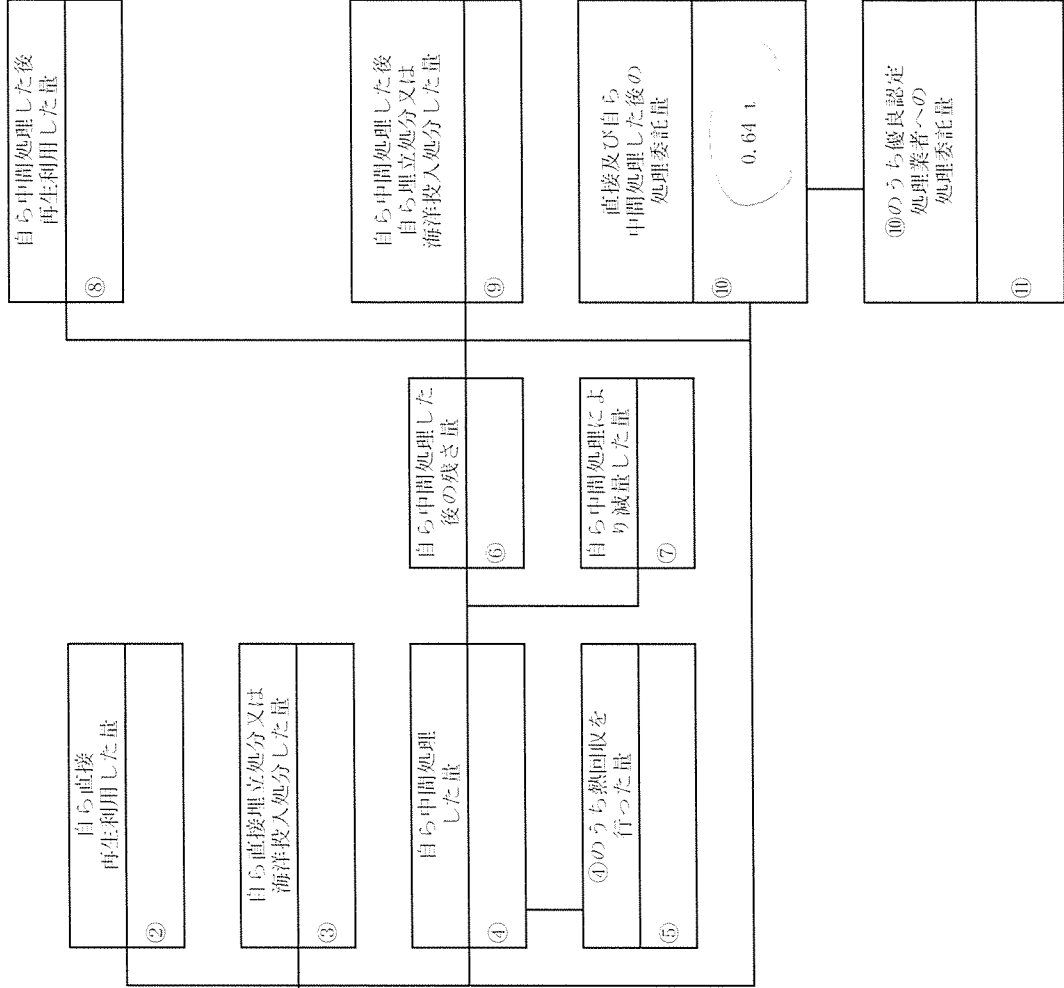 自ら直接
再生利用した量
②
自ら直接埋立処分又は
海洋投入処分した量
③
自ら中間処理
した量
④
④のうち熱回収を
行った量
⑤
自ら中間処理した
後の残さ量
⑥
自ら中間処理によ
り減量した量
⑦
自ら中間処理した後
再生利用した量
⑧
自ら中間処理した後
自ら埋立処分又は
海洋投入処分した量
⑨
直接及び自ら
中間処理した後の
処理委託量
⑩
0.64 t
⑩のうち優良認定
処理業者への
処理委託量
⑪